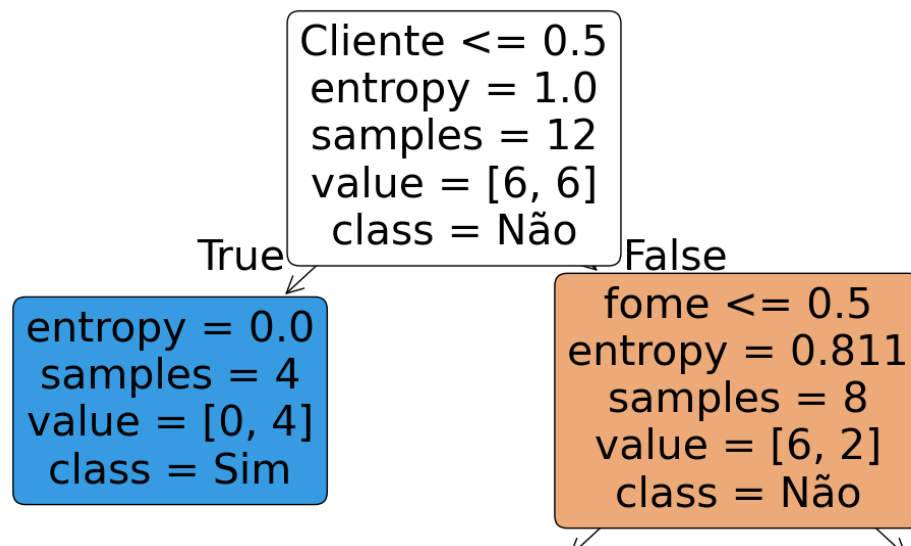 Cliente <= 0.5
entropy = 1.0
samples = 12
value = [6, 6]
class = Não
True
False
entropy = 0.0
samples = 4
value = [0, 4]
class = Sim
fome <= 0.5
entropy = 0.811
samples = 8
value = [6, 2]
class = Não